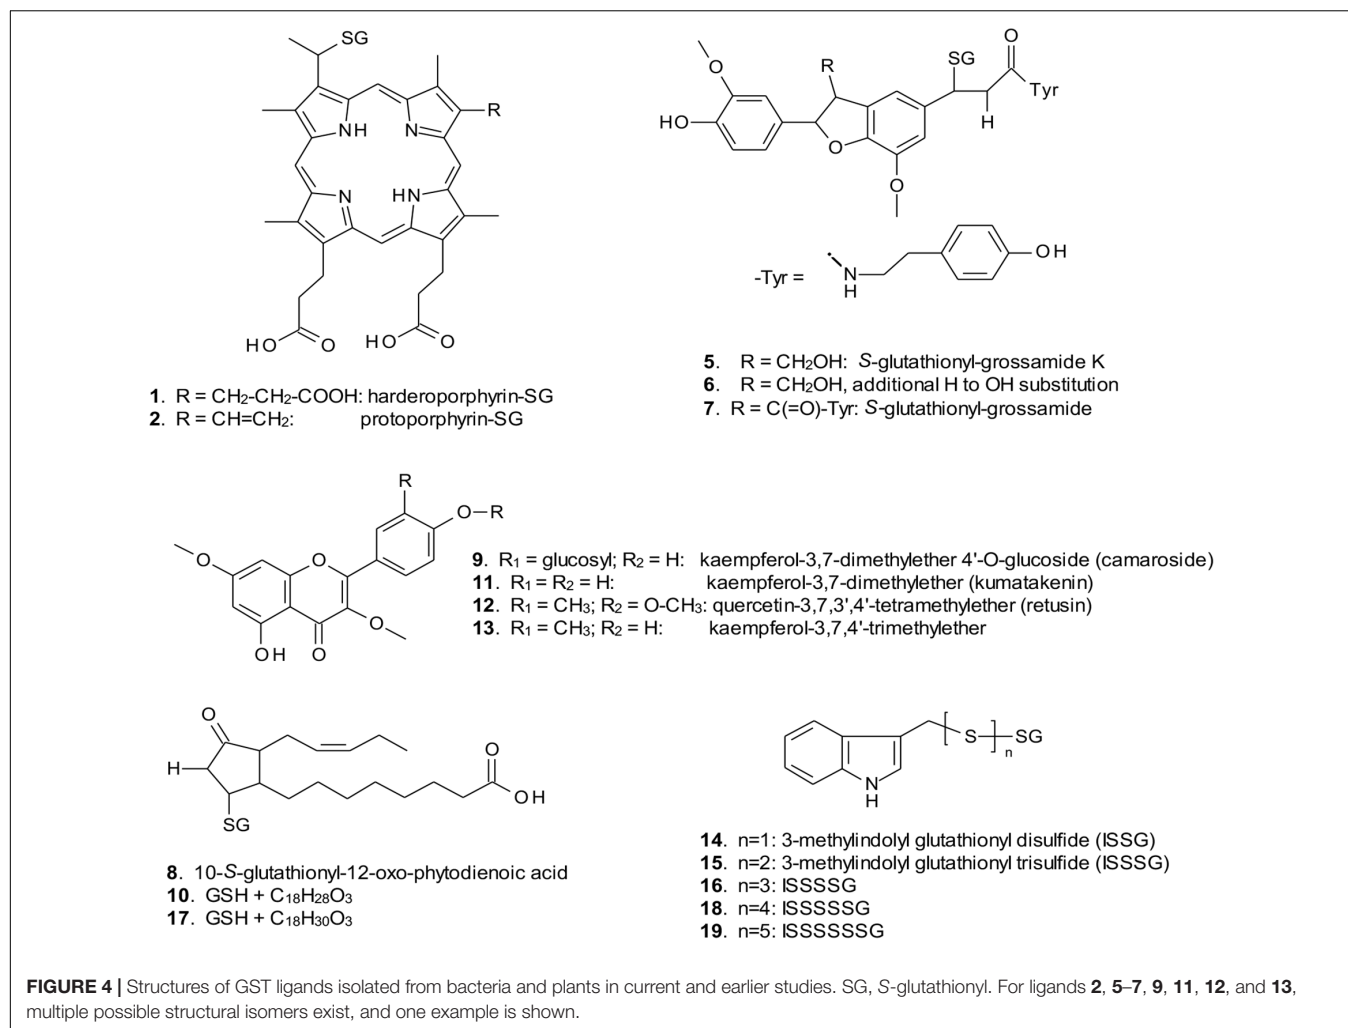 SG
R
NH
N
N
HN
HO
O
HO
O
1. R = CH2-CH2-COOH: harderoporphyrin-SG
2. R = CH=CH2: protoporphyrin-SG
O
SG
R
O
Tyr
HO
H
O
O
-Tyr =
N
H
OH
5. R = CH2OH: S-glutathionyl-grossamide K
6. R = CH2OH, additional H to OH substitution
7. R = C(=O)-Tyr: S-glutathionyl-grossamide
R
O–R
O
O
O
OH
O
9. R1 = glucosyl; R2 = H: kaempferol-3,7-dimethylether 4'-O-glucoside (camaroside)
11. R1 = R2 = H: kaempferol-3,7-dimethylether (kumatakenin)
12. R1 = CH3; R2 = O-CH3: quercetin-3,7,3',4'-tetramethylether (retusin)
13. R1 = CH3; R2 = H: kaempferol-3,7,4'-trimethylether
O
H
O
OH
SG
8. 10-S-glutathionyl-12-oxo-phytodienoic acid
10. GSH + C18H28O3
17. GSH + C18H30O3
[S]n SG
N
H
14. n=1: 3-methylindolyl glutathionyl disulfide (ISSG)
15. n=2: 3-methylindolyl glutathionyl trisulfide (ISSSG)
16. n=3: ISSSSG
18. n=4: ISSSSSG
19. n=5: ISSSSSSG
FIGURE 4 | Structures of GST ligands isolated from bacteria and plants in current and earlier studies. SG, S-glutathionyl. For ligands 2, 5–7, 9, 11, 12, and 13,
multiple possible structural isomers exist, and one example is shown.